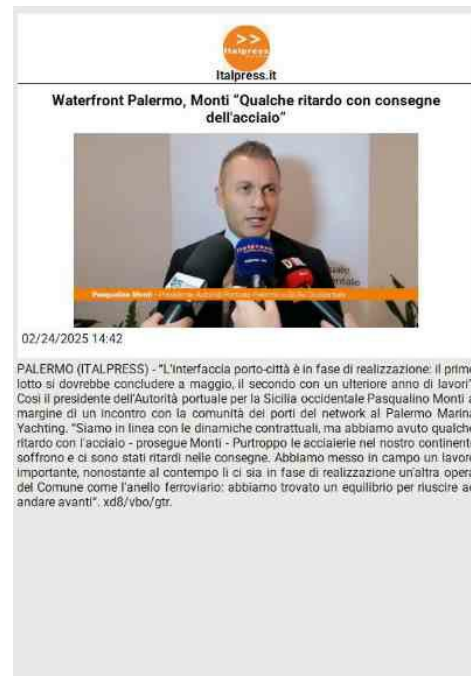 >>
Italpress
Italpress.it
Waterfront Palermo, Monti “Qualche ritardo con consegne
dell'acciaio”
Italpress
Pasqualino Monti
02/24/2025 14:42
PALERMO (ITALPRESS) - "L'interfaccia porto-città è in fase di realizzazione: il prim
lotto si dovrebbe concludere a maggio, il secondo con un ulteriore anno di lavori"
Così il presidente dell'Autorità portuale per la Sicilia occidentale Pasqualino Monti a
margine di un incontro con la comunità dei porti del network al Palermo Marina
Yachting. "Siamo in linea con le dinamiche contrattuali, ma abbiamo avuto qualche
ritardo con l'acciaio - prosegue Monti - Purtroppo le acciaierie nel nostro continente
soffrono e ci sono stati ritardi nelle consegne. Abbiamo messo in campo un lavoro
importante, nonostante al contempo lì ci sia in fase di realizzazione un'altra opera
del Comune come l'anello ferroviario: abbiamo trovato un equilibrio per riuscire ad
andare avanti". xd8/vbo/gtr.